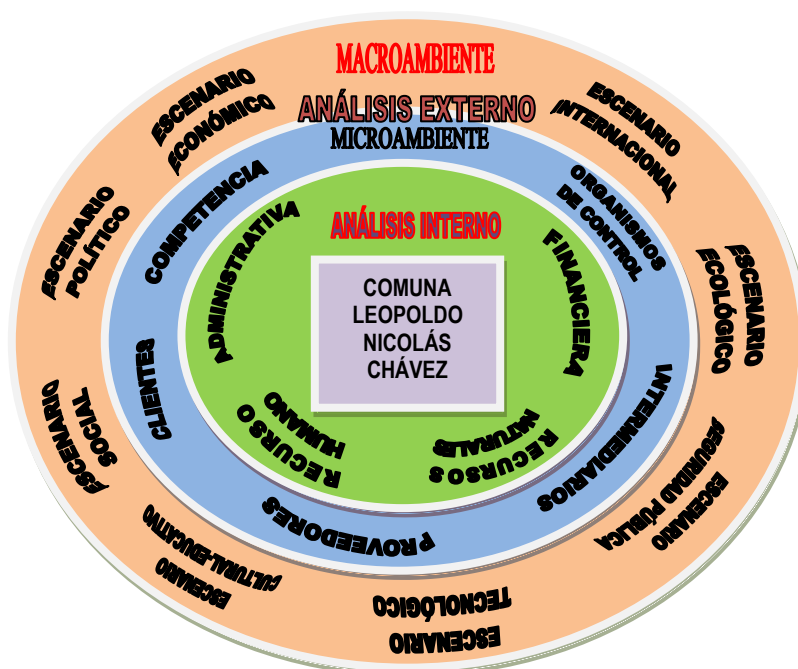 MACROAMBIENTE
ANÁLISIS EXTERNO
MICROAMBIENTE
ANÁLISIS INTERNO
COMUNA
LEOPOLDO
NICOLÁS
CHÁVEZ
ADMINISTRATIVA
FINANCIERA
RECURSOS
NATURALES
RECURSO
HUMANO
COMPETENCIA
ORGANISMOS
DE CONTROL
INTERMEDIARIOS
PROVEEDORES
CLIENTES
ESCENARIO
ECONÓMICO
ESCENARIO
INTERNACIONAL
ESCENARIO
ECOLÓGICO
ESCENARIO
SEGURIDAD PÚBLICA
ESCENARIO
TECNOLÓGICO
ESCENARIO
CULTURAL-EDUCATIVO
ESCENARIO
SOCIAL
ESCENARIO
POLÍTICO